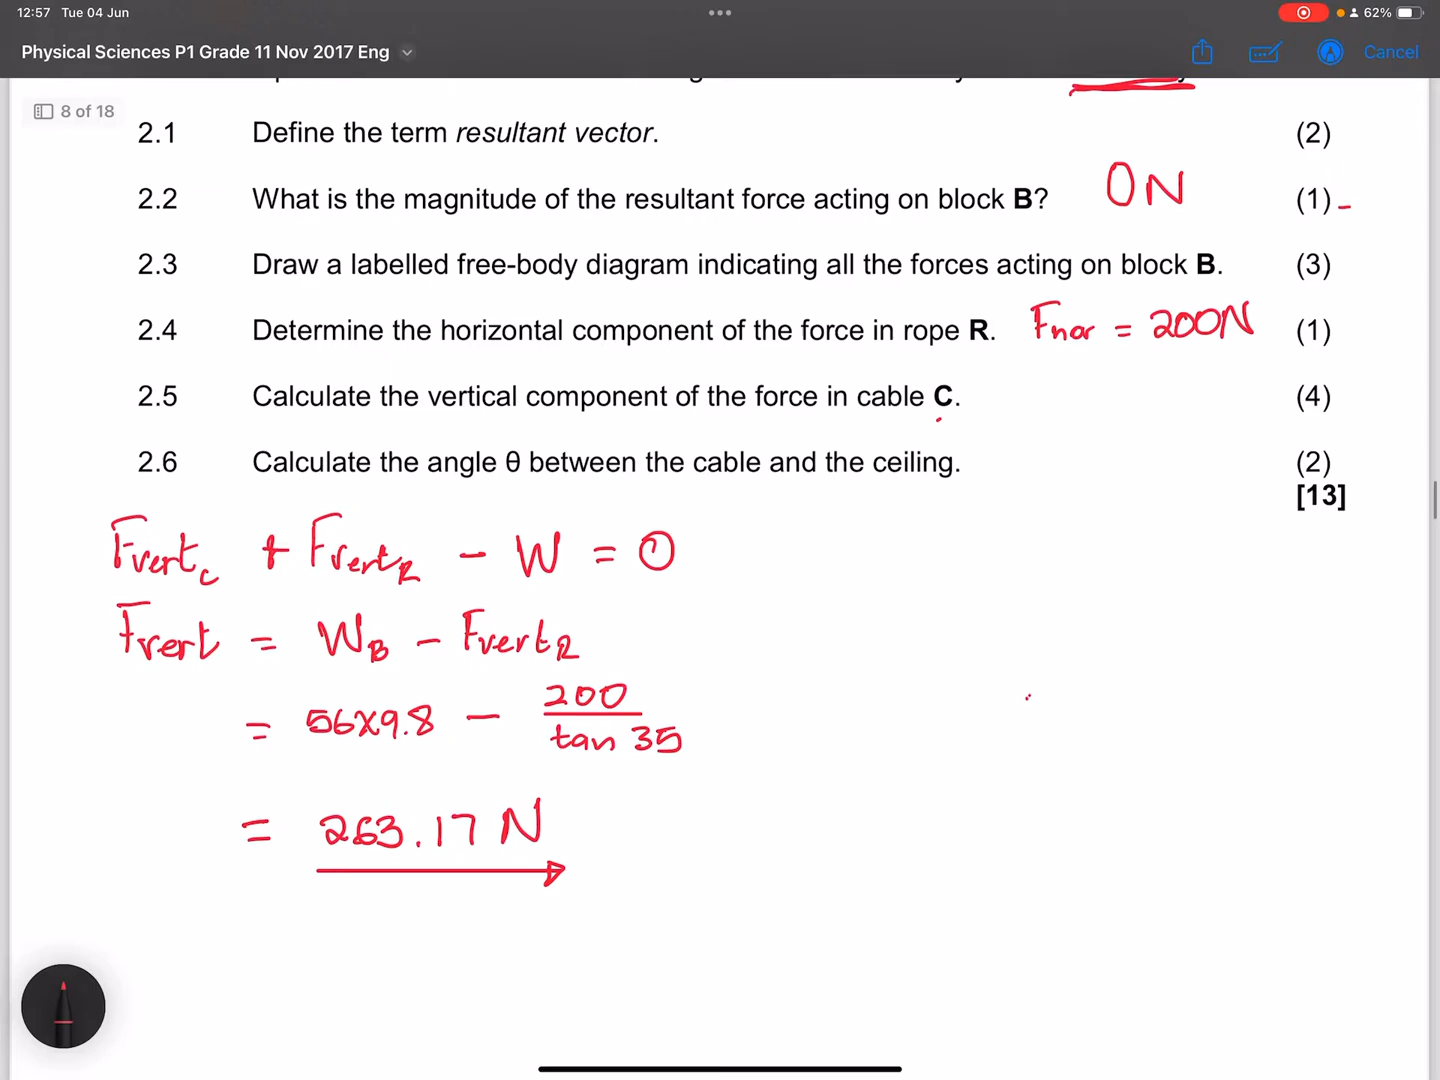 12:57 Tue 04 Jun
62%
Physical Sciences P1 Grade 11 Nov 2017 Eng
Cancel
8 of 18
2.1 Define the term resultant vector. (2)
2.2 What is the magnitude of the resultant force acting on block B? 0N (1) -
2.3 Draw a labelled free-body diagram indicating all the forces acting on block B. (3)
2.4 Determine the horizontal component of the force in rope R. Fhor = 200N (1)
2.5 Calculate the vertical component of the force in cable C. (4)
2.6 Calculate the angle θ between the cable and the ceiling. (2)
[13]
Fvert_C + Fvert_R - W = 0
Fvert = W_B - Fvert_R
= 56x9.8 - 200/tan 35
= 263.17 N